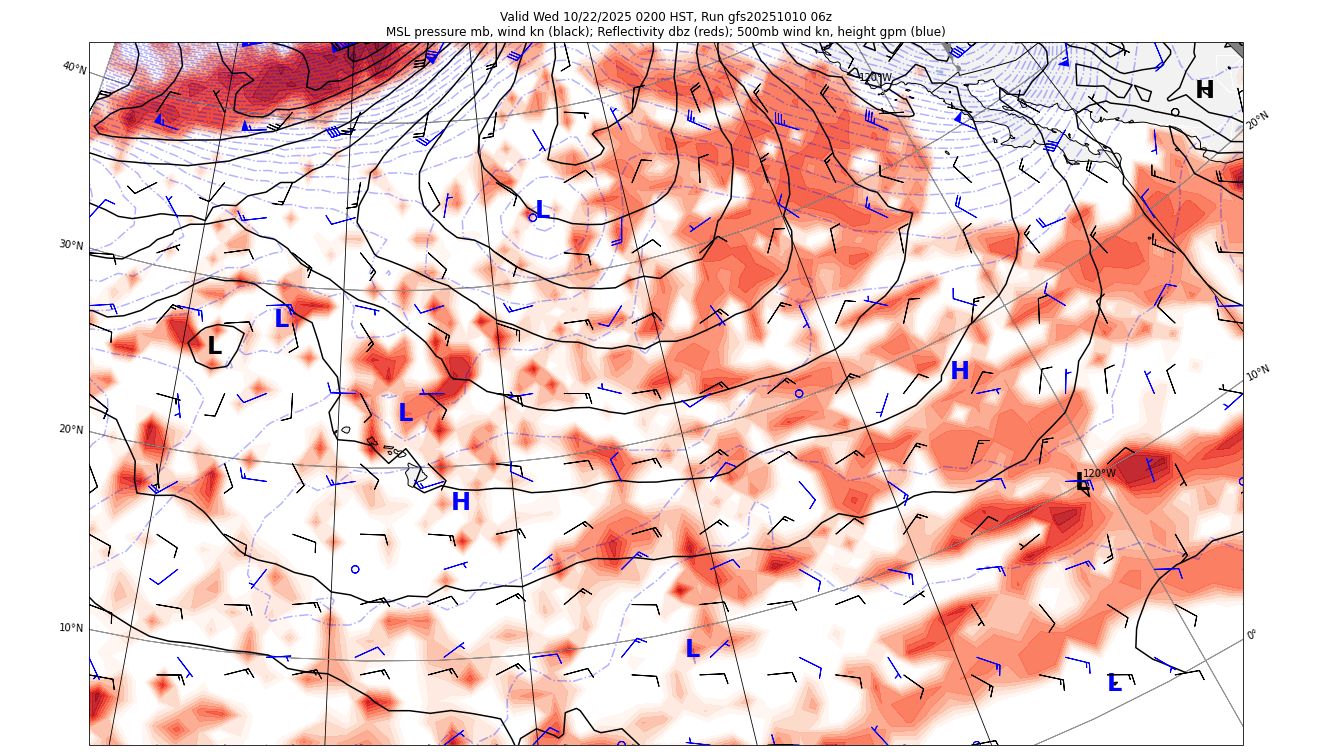 Valid Wed 10/22/2025 0200 HST, Run gfs20251010 06z
MSL pressure mb, wind kn (black); Reflectivity dbz (reds); 500mb wind kn, height gpm (blue)
40°N
120°W
H
20°N
L
30°N
L
L
H
10°N
L
20°N
120°W
L
H
10°N
0°
L
L